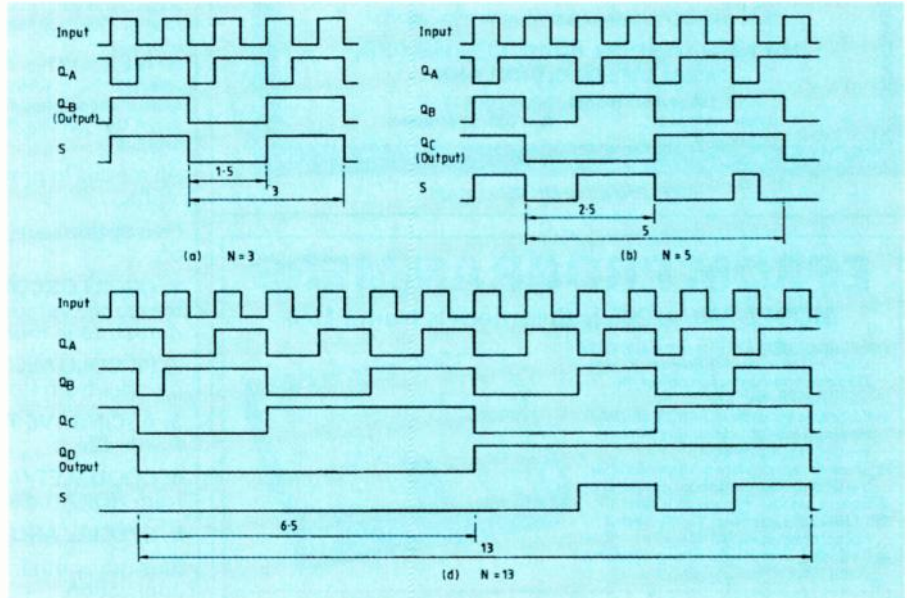 Input
QA
QB
(Output)
S
1·5
3
(a) N = 3
Input
QA
QB
QC
(Output)
S
2·5
5
(b) N = 5
Input
QA
QB
QC
QD
Output
S
6·5
13
(d) N = 13